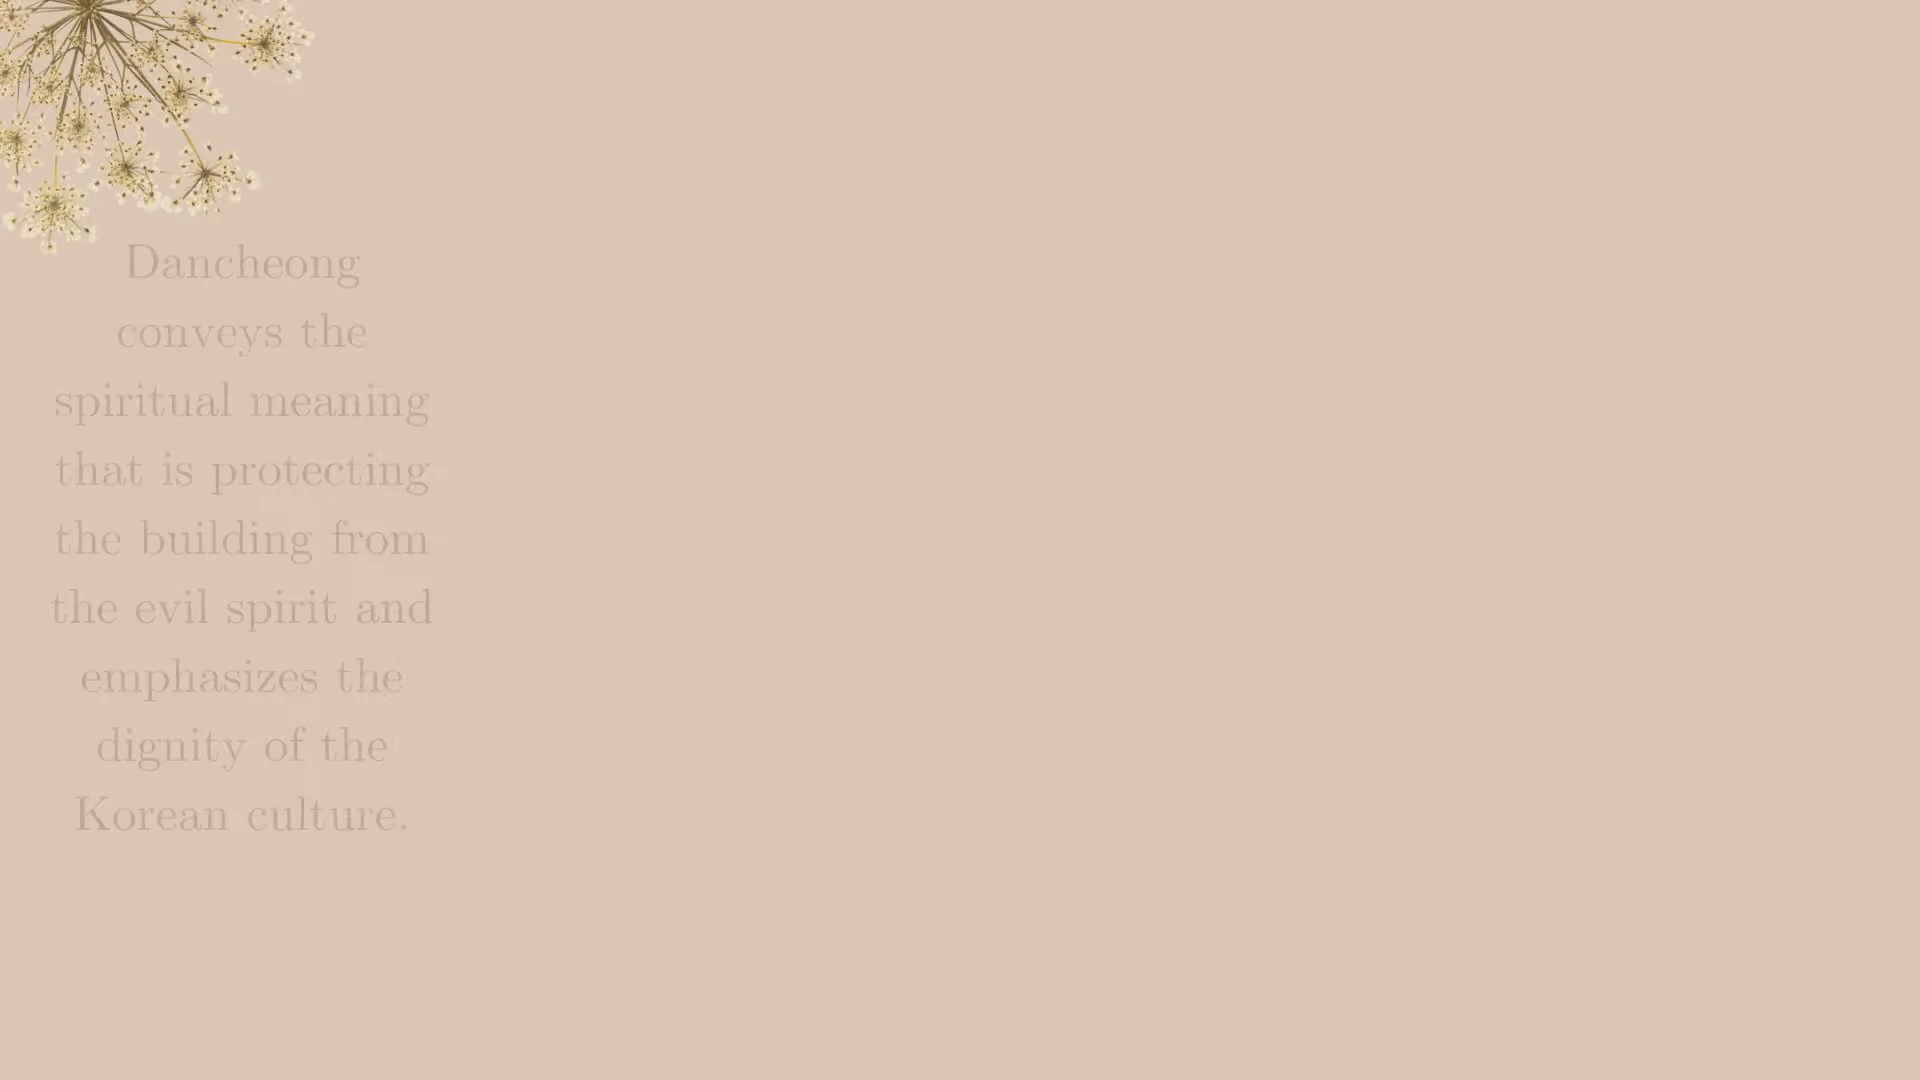 Dancheong
conveys the
spiritual meaning
that is protecting
the building from
the evil spirit and
emphasizes the
dignity of the
Korean culture.